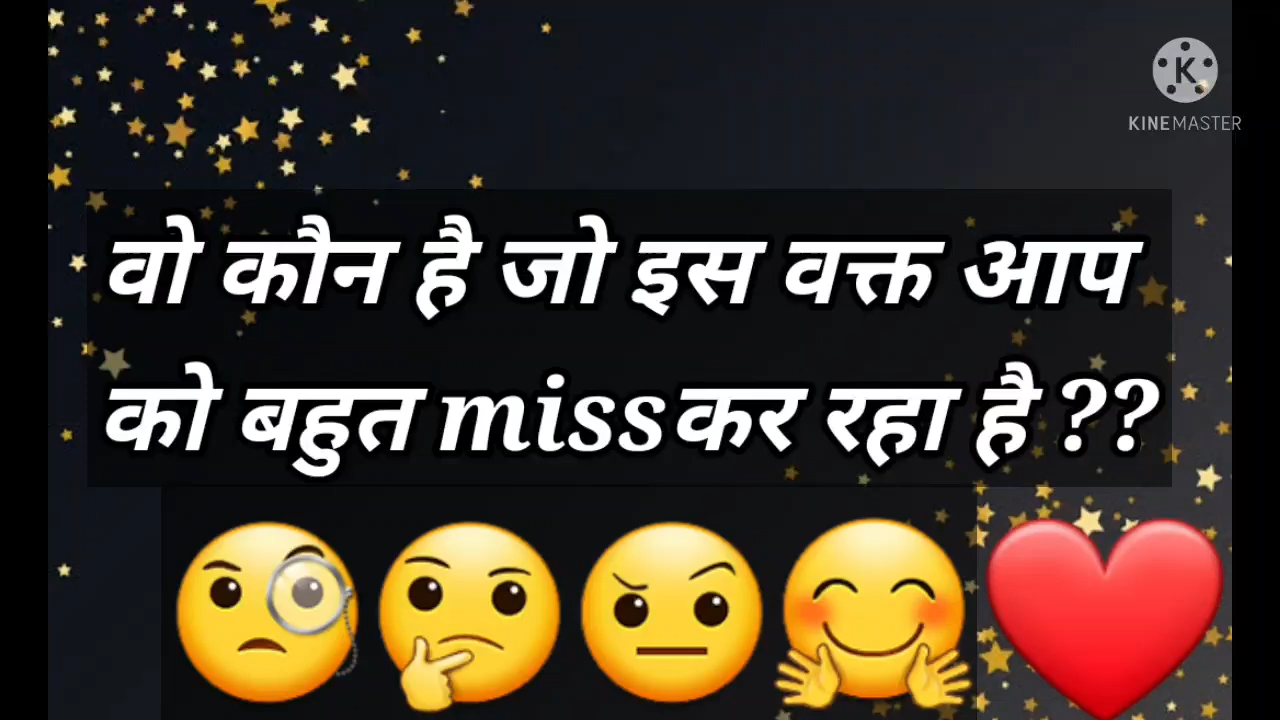 KINEMASTER
वो कौन है जो इस वक्त आप
को बहुत miss कर रहा है ??